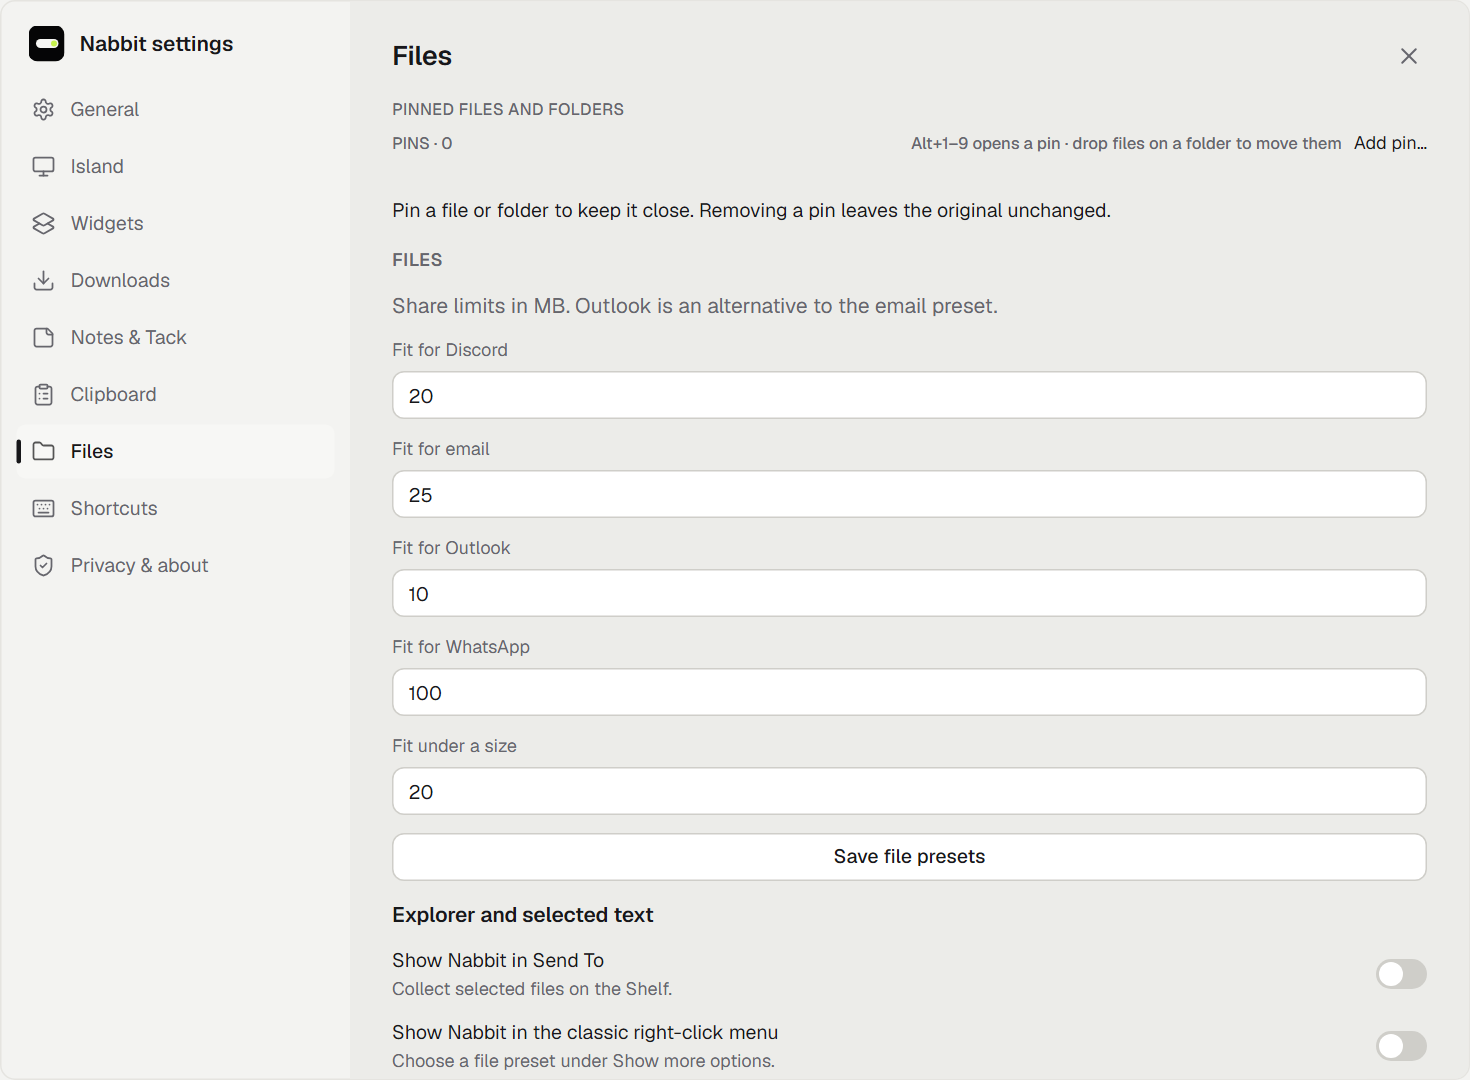 Nabbit settings
General
Island
Widgets
Downloads
Notes & Tack
Clipboard
Files
Shortcuts
Privacy & about
Files
PINNED FILES AND FOLDERS
PINS · 0
Alt+1–9 opens a pin · drop files on a folder to move them Add pin...
Pin a file or folder to keep it close. Removing a pin leaves the original unchanged.
FILES
Share limits in MB. Outlook is an alternative to the email preset.
Fit for Discord
20
Fit for email
25
Fit for Outlook
10
Fit for WhatsApp
100
Fit under a size
20
Save file presets
Explorer and selected text
Show Nabbit in Send To
Collect selected files on the Shelf.
Show Nabbit in the classic right-click menu
Choose a file preset under Show more options.